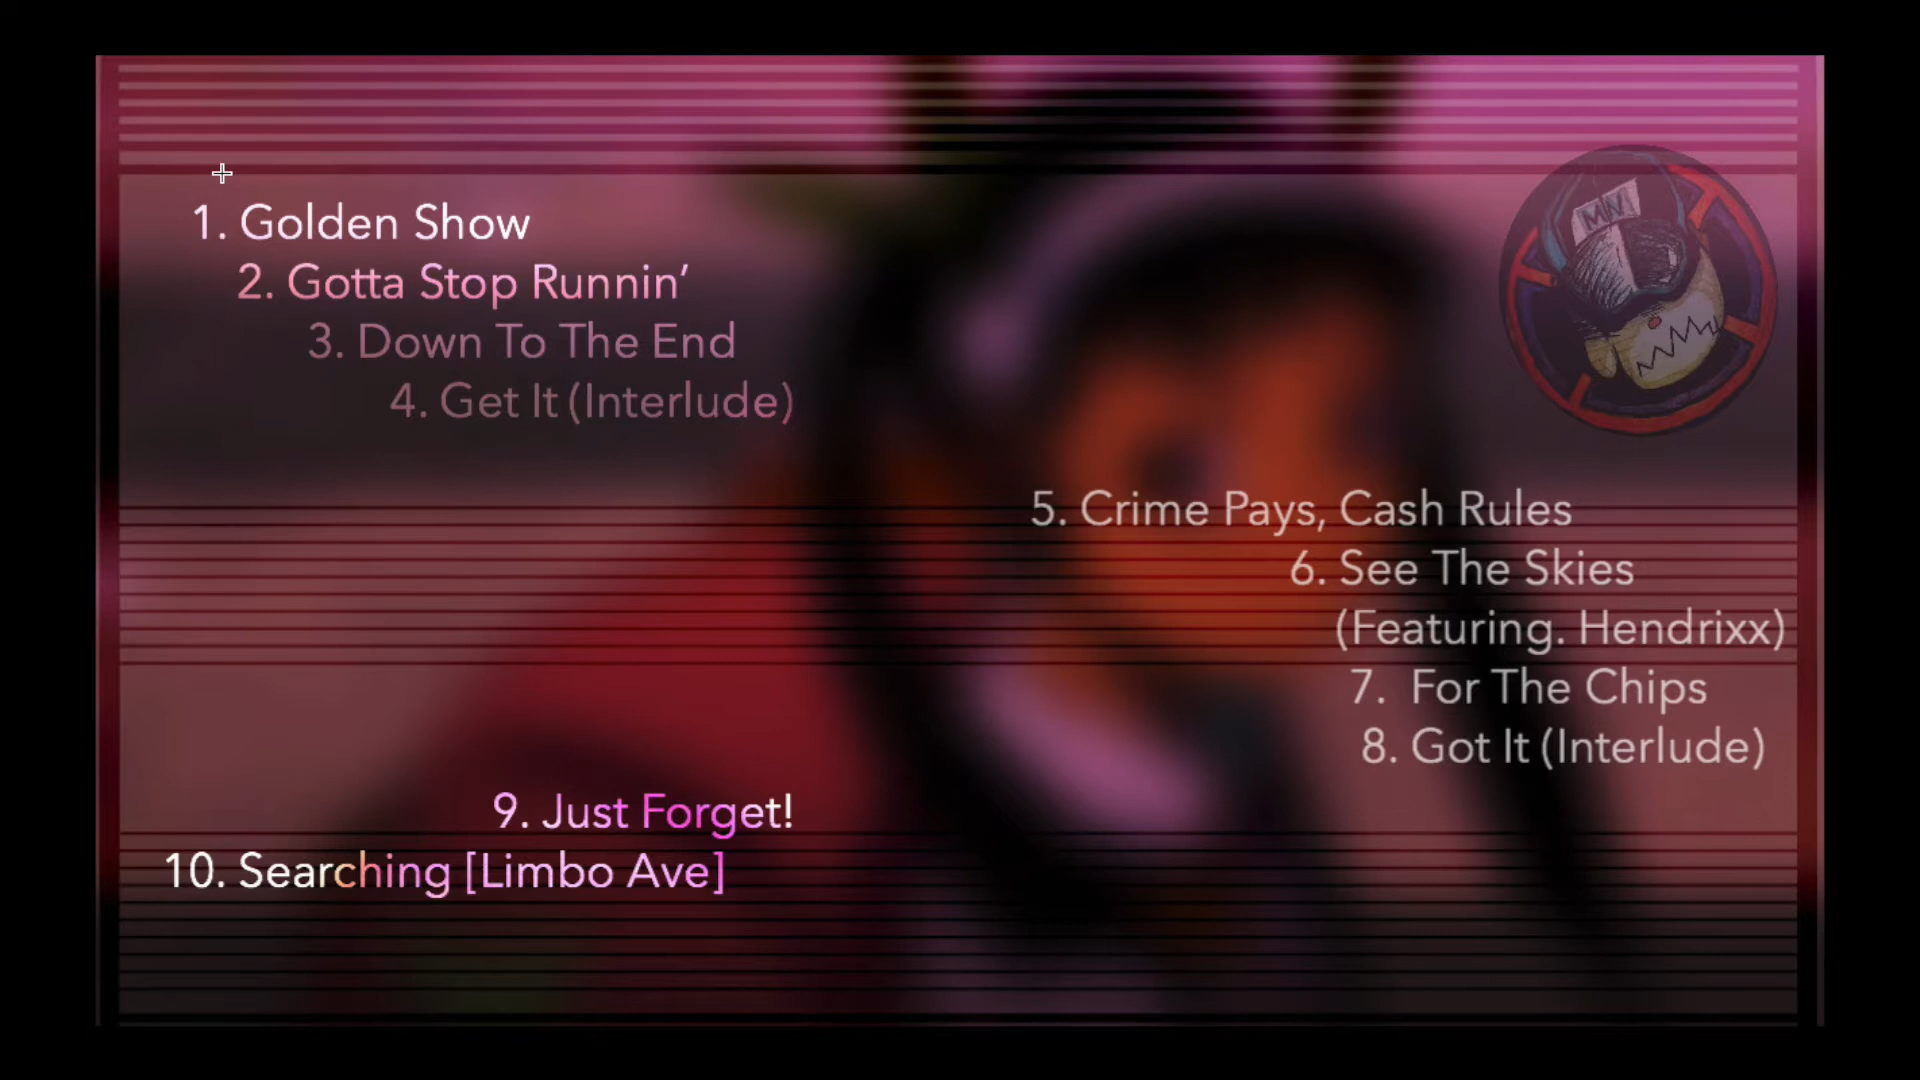 1. Golden Show
2. Gotta Stop Runnin’
3. Down To The End
4. Get It (Interlude)
MN
5. Crime Pays, Cash Rules
6. See The Skies
(Featuring. Hendrixx)
7. For The Chips
8. Got It (Interlude)
9. Just Forget!
10. Searching [Limbo Ave]